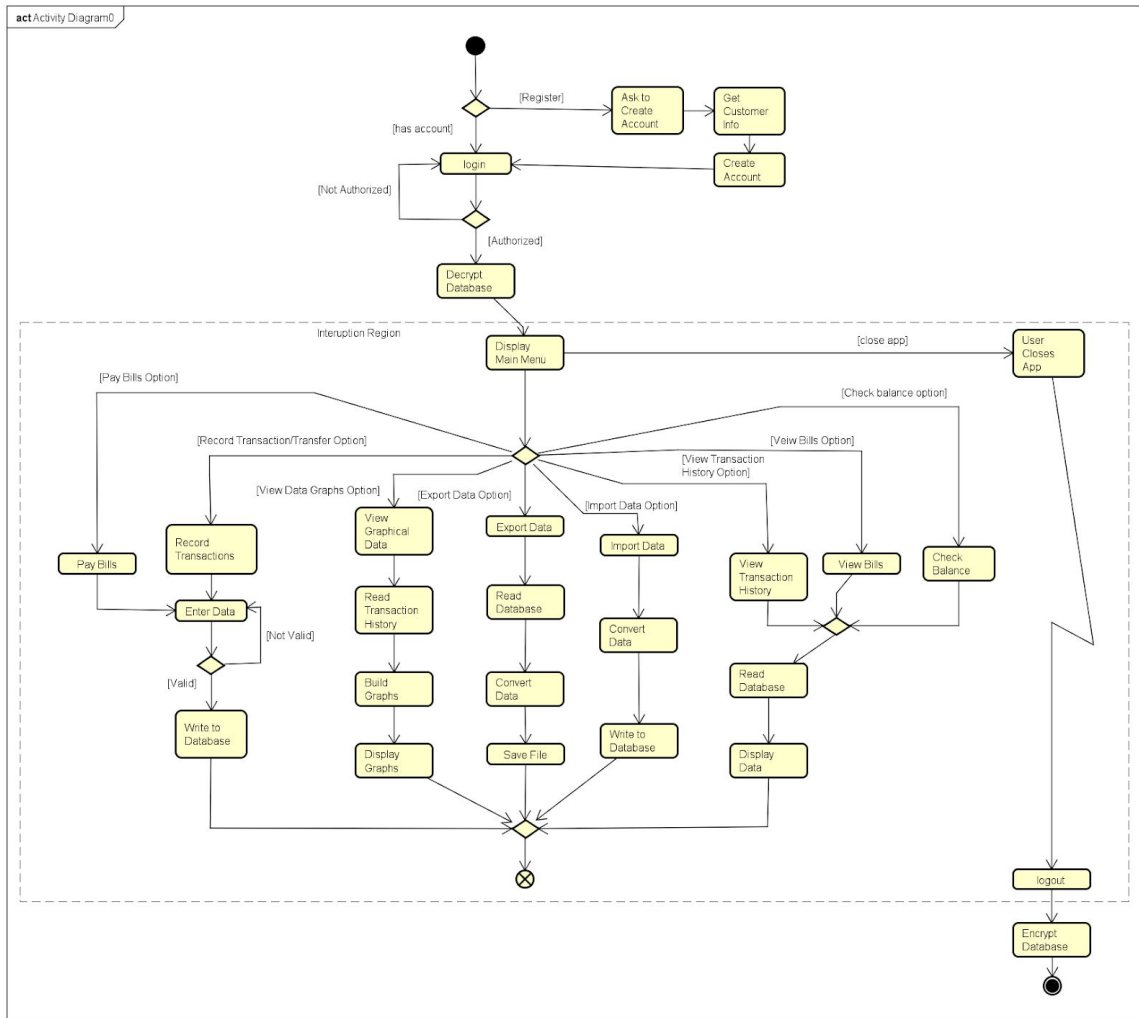 act Activity Diagram0
[Register]
Ask to
Create
Account
Get
Customer
Info
[has account]
login
Create
Account
[Not Authorized]
[Authorized]
Decrypt
Database
Interuption Region
Display
Main Menu
[close app]
User
Closes
App
[Pay Bills Option]
[Check balance option]
[Record Transaction/Transfer Option]
[Veiw Bills Option]
[View Transaction
History Option]
[View Data Graphs Option]
[Export Data Option]
[Import Data Option]
Pay Bills
Record
Transactions
View
Graphical
Data
Export Data
Import Data
View
Transaction
History
View Bills
Check
Balance
Enter Data
[Not Valid]
Read
Transaction
History
Read
Database
Convert
Data
[Valid]
Read
Database
Build
Graphs
Convert
Data
Write to
Database
Display
Graphs
Save File
Write to
Database
Display
Data
logout
Encrypt
Database